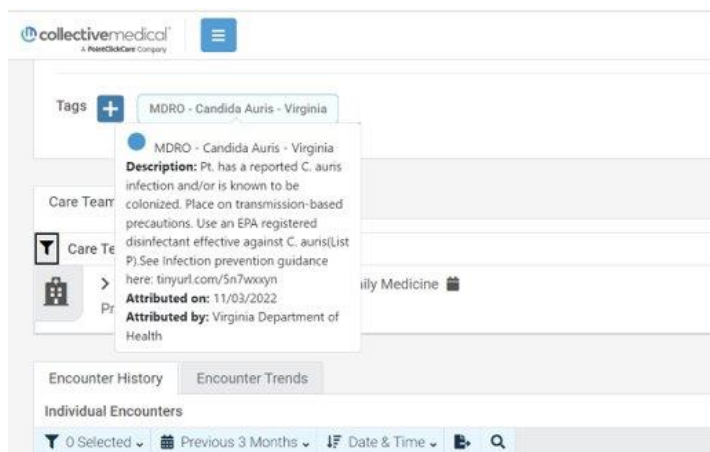 collectivemedical
A PointClickCare Company
Tags
MDRO - Candida Auris - Virginia
MDRO - Candida Auris - Virginia
Description: Pt. has a reported C. auris
infection and/or is known to be
colonized. Place on transmission-based
precautions. Use an EPA registered
disinfectant effective against C. auris(List
P).See Infection prevention guidance
here: tinyurl.com/5n7wxxyn
Attributed on: 11/03/2022
Attributed by: Virginia Department of
Health
Care Team
Care Te
ily Medicine
Pr
Encounter History Encounter Trends
Individual Encounters
0 Selected Previous 3 Months Date & Time